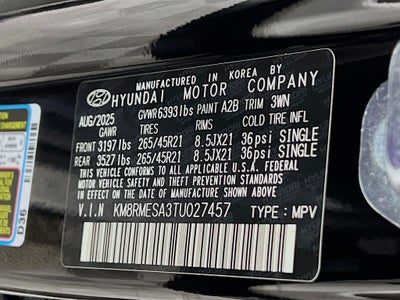 MANUFACTURED IN KOREA BY
HYUNDAI MOTOR COMPANY
AUG/2025 GVWR 6393lbs PAINT A2B TRIM 3WN
GAWR TIRES RIMS COLD TIRE INFL
FRONT 3197lbs 265/45R21 8.5JX21 36psi SINGLE
REAR 3527lbs 265/45R21 8.5JX21 36psi SINGLE
THIS VEHICLE CONFORMS TO ALL APPLICABLE
U.S. FEDERAL MOTOR VEHICLE SAFETY STANDARDS
IN EFFECT ON THE DATE OF MANUFACTURE SHOWN ABOVE
V.I.N KM8RMESA3TU027457 TYPE : MPV
D36